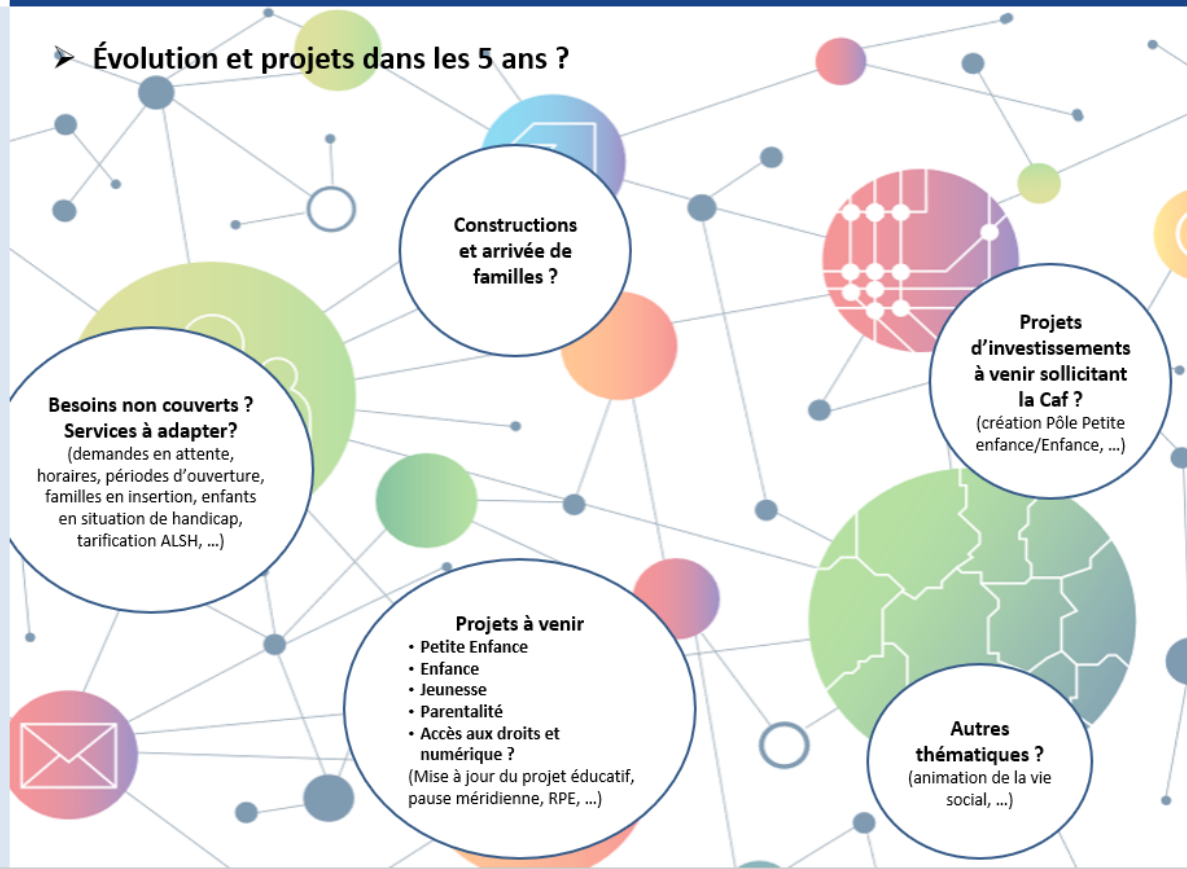 ➤ Évolution et projets dans les 5 ans ?
Constructions
et arrivée de
familles ?
Projets
d’investissements
à venir sollicitant
la Caf ?
(création Pôle Petite
enfance/Enfance, …)
Besoins non couverts ?
Services à adapter?
(demandes en attente,
horaires, périodes d’ouverture,
familles en insertion, enfants
en situation de handicap,
tarification ALSH, …)
Projets à venir
• Petite Enfance
• Enfance
• Jeunesse
• Parentalité
• Accès aux droits et
numérique ?
(Mise à jour du projet éducatif,
pause méridienne, RPE, …)
Autres
thématiques ?
(animation de la vie
social, …)